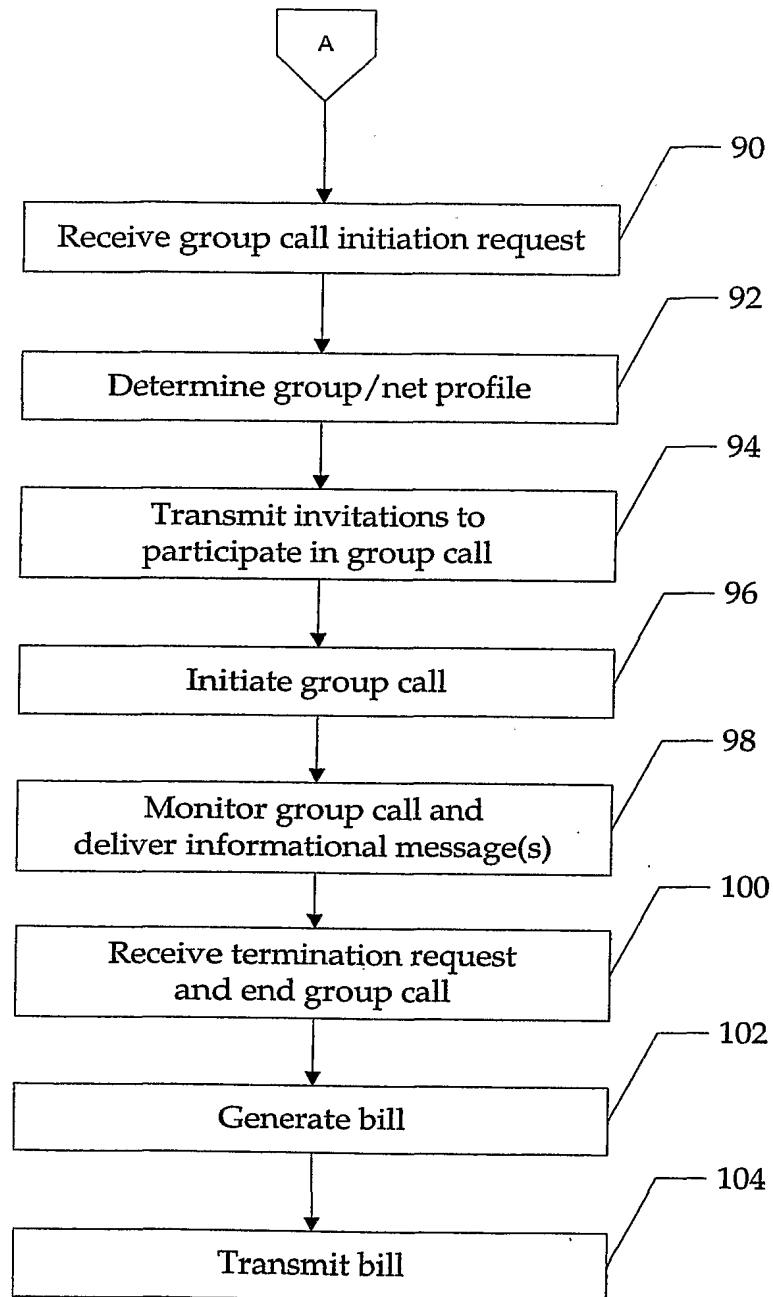 A
90
Receive group call initiation request
92
Determine group/net profile
94
Transmit invitations to
participate in group call
96
Initiate group call
98
Monitor group call and
deliver informational message(s)
100
Receive termination request
and end group call
102
Generate bill
104
Transmit bill